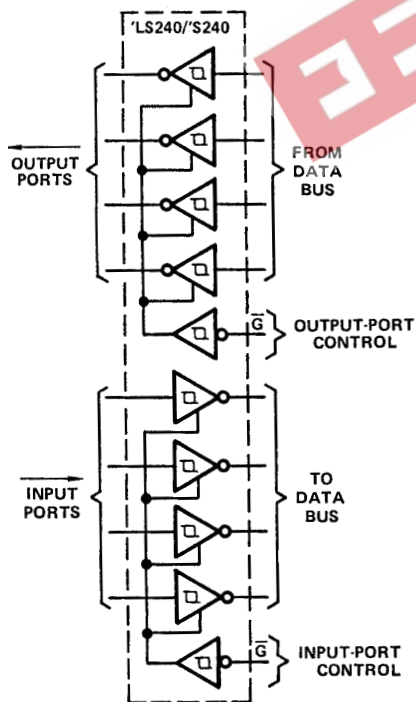 'LS240/'S240
OUTPUT
PORTS
FROM
DATA
BUS
G̅
OUTPUT-PORT
CONTROL
INPUT
PORTS
TO
DATA
BUS
G̅
INPUT-PORT
CONTROL